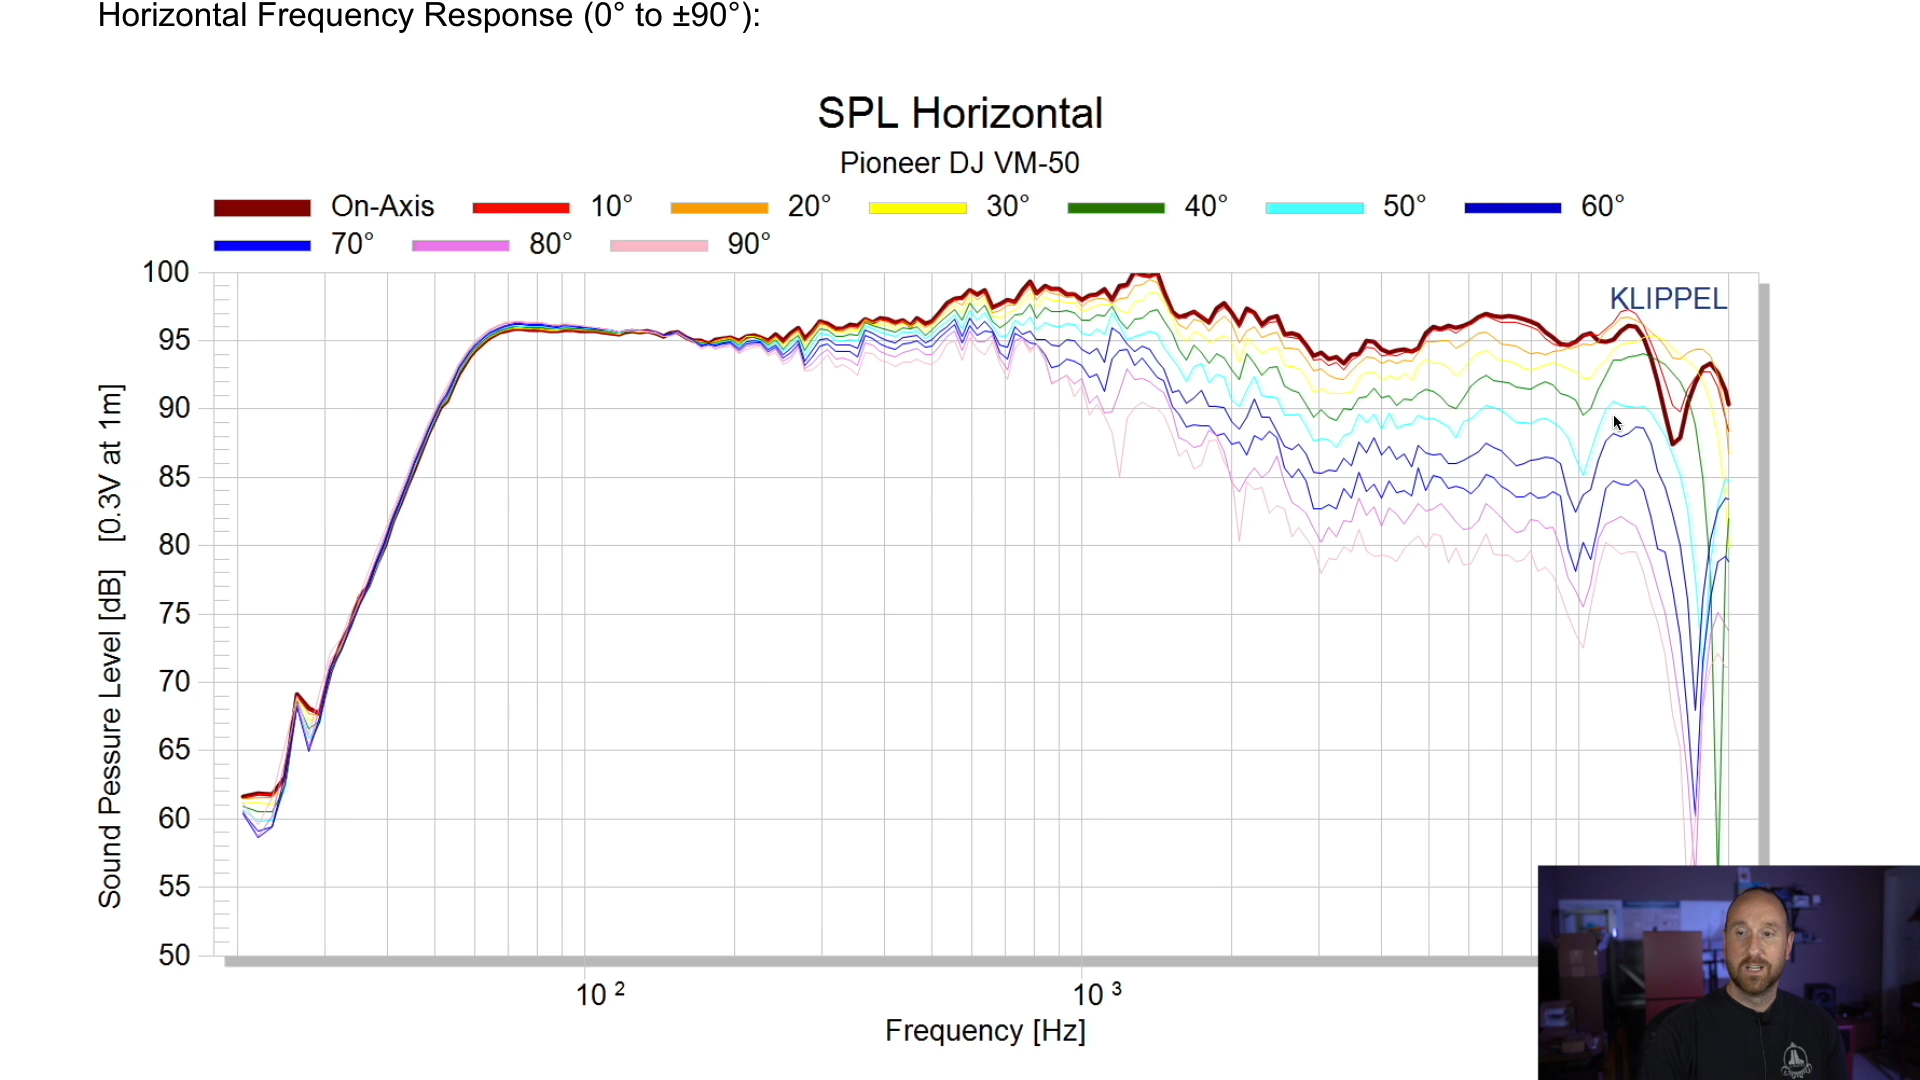 Horizontal Frequency Response (0° to ±90°):
SPL Horizontal
Pioneer DJ VM-50
On-Axis 10° 20° 30° 40° 50° 60°
70° 80° 90°
KLIPPEL
100
95
90
85
80
75
70
65
60
55
50
Sound Pessure Level [dB] [0.3V at 1m]
10 2 10 3
Frequency [Hz]